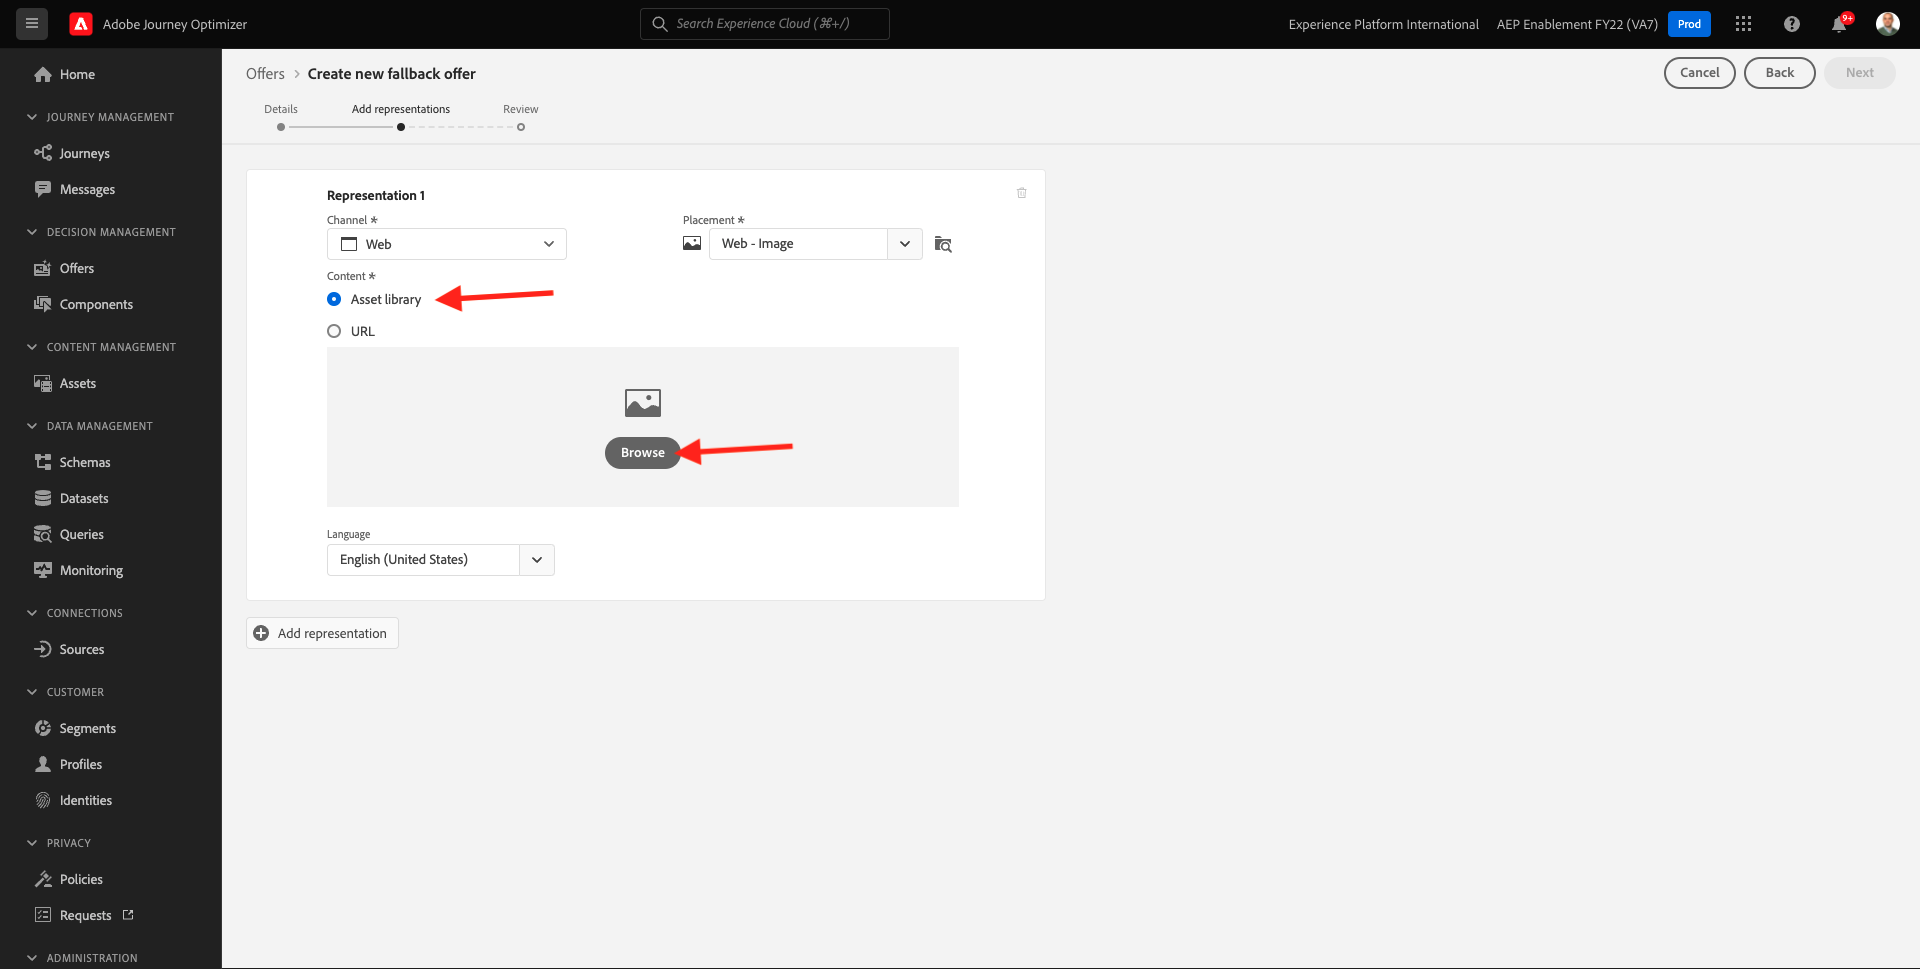 Adobe Journey Optimizer
Search Experience Cloud (⌘+/)
Experience Platform International
AEP Enablement FY22 (VA7)
Prod
9+
Home
JOURNEY MANAGEMENT
Journeys
Messages
DECISION MANAGEMENT
Offers
Components
CONTENT MANAGEMENT
Assets
DATA MANAGEMENT
Schemas
Datasets
Queries
Monitoring
CONNECTIONS
Sources
CUSTOMER
Segments
Profiles
Identities
PRIVACY
Policies
Requests
ADMINISTRATION
Offers > Create new fallback offer
Cancel
Back
Next
Details
Add representations
Review
Representation 1
Channel *
Web
Placement *
Web - Image
Content *
Asset library
URL
Browse
Language
English (United States)
Add representation